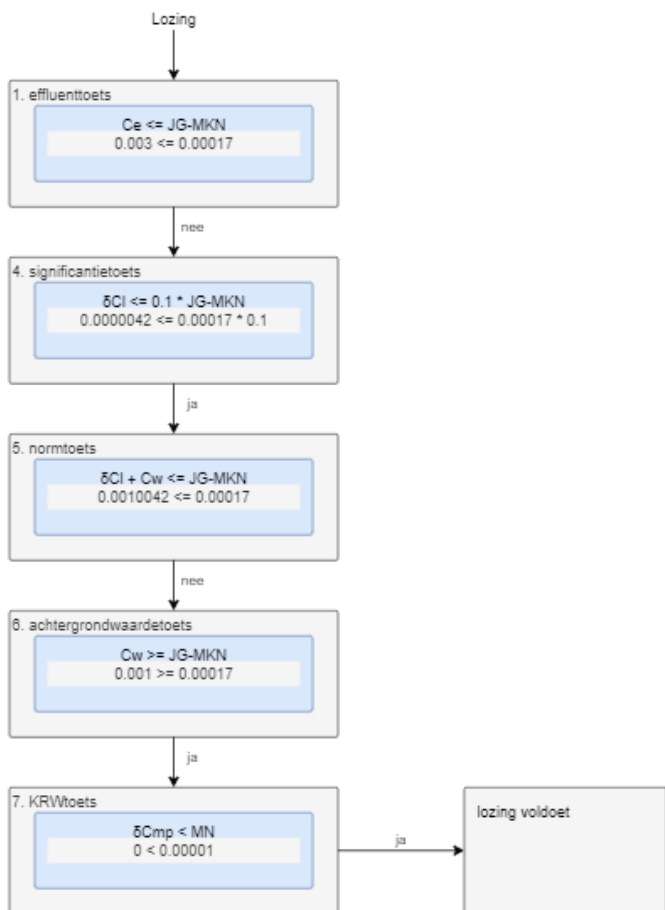 Lozing
1. effluenttoets
Ce <= JG-MKN
0.003 <= 0.00017
nee
4. significantietoets
δCl <= 0.1 * JG-MKN
0.0000042 <= 0.00017 * 0.1
ja
5. normtoets
δCl + Cw <= JG-MKN
0.0010042 <= 0.00017
nee
6. achtergrondwaardetoets
Cw >= JG-MKN
0.001 >= 0.00017
ja
7. KRWtoets
δCmp < MN
0 < 0.00001
ja
lozing voldoet